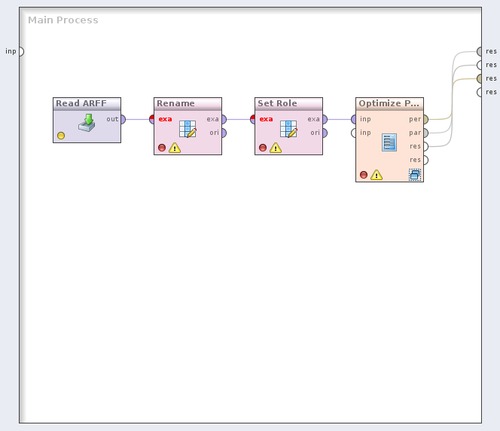 Main Process
inp
res
res
res
res
Read ARFF
out
Rename
exa
exa
ori
Set Role
exa
exa
ori
Optimize P...
inp
per
inp
par
res
res